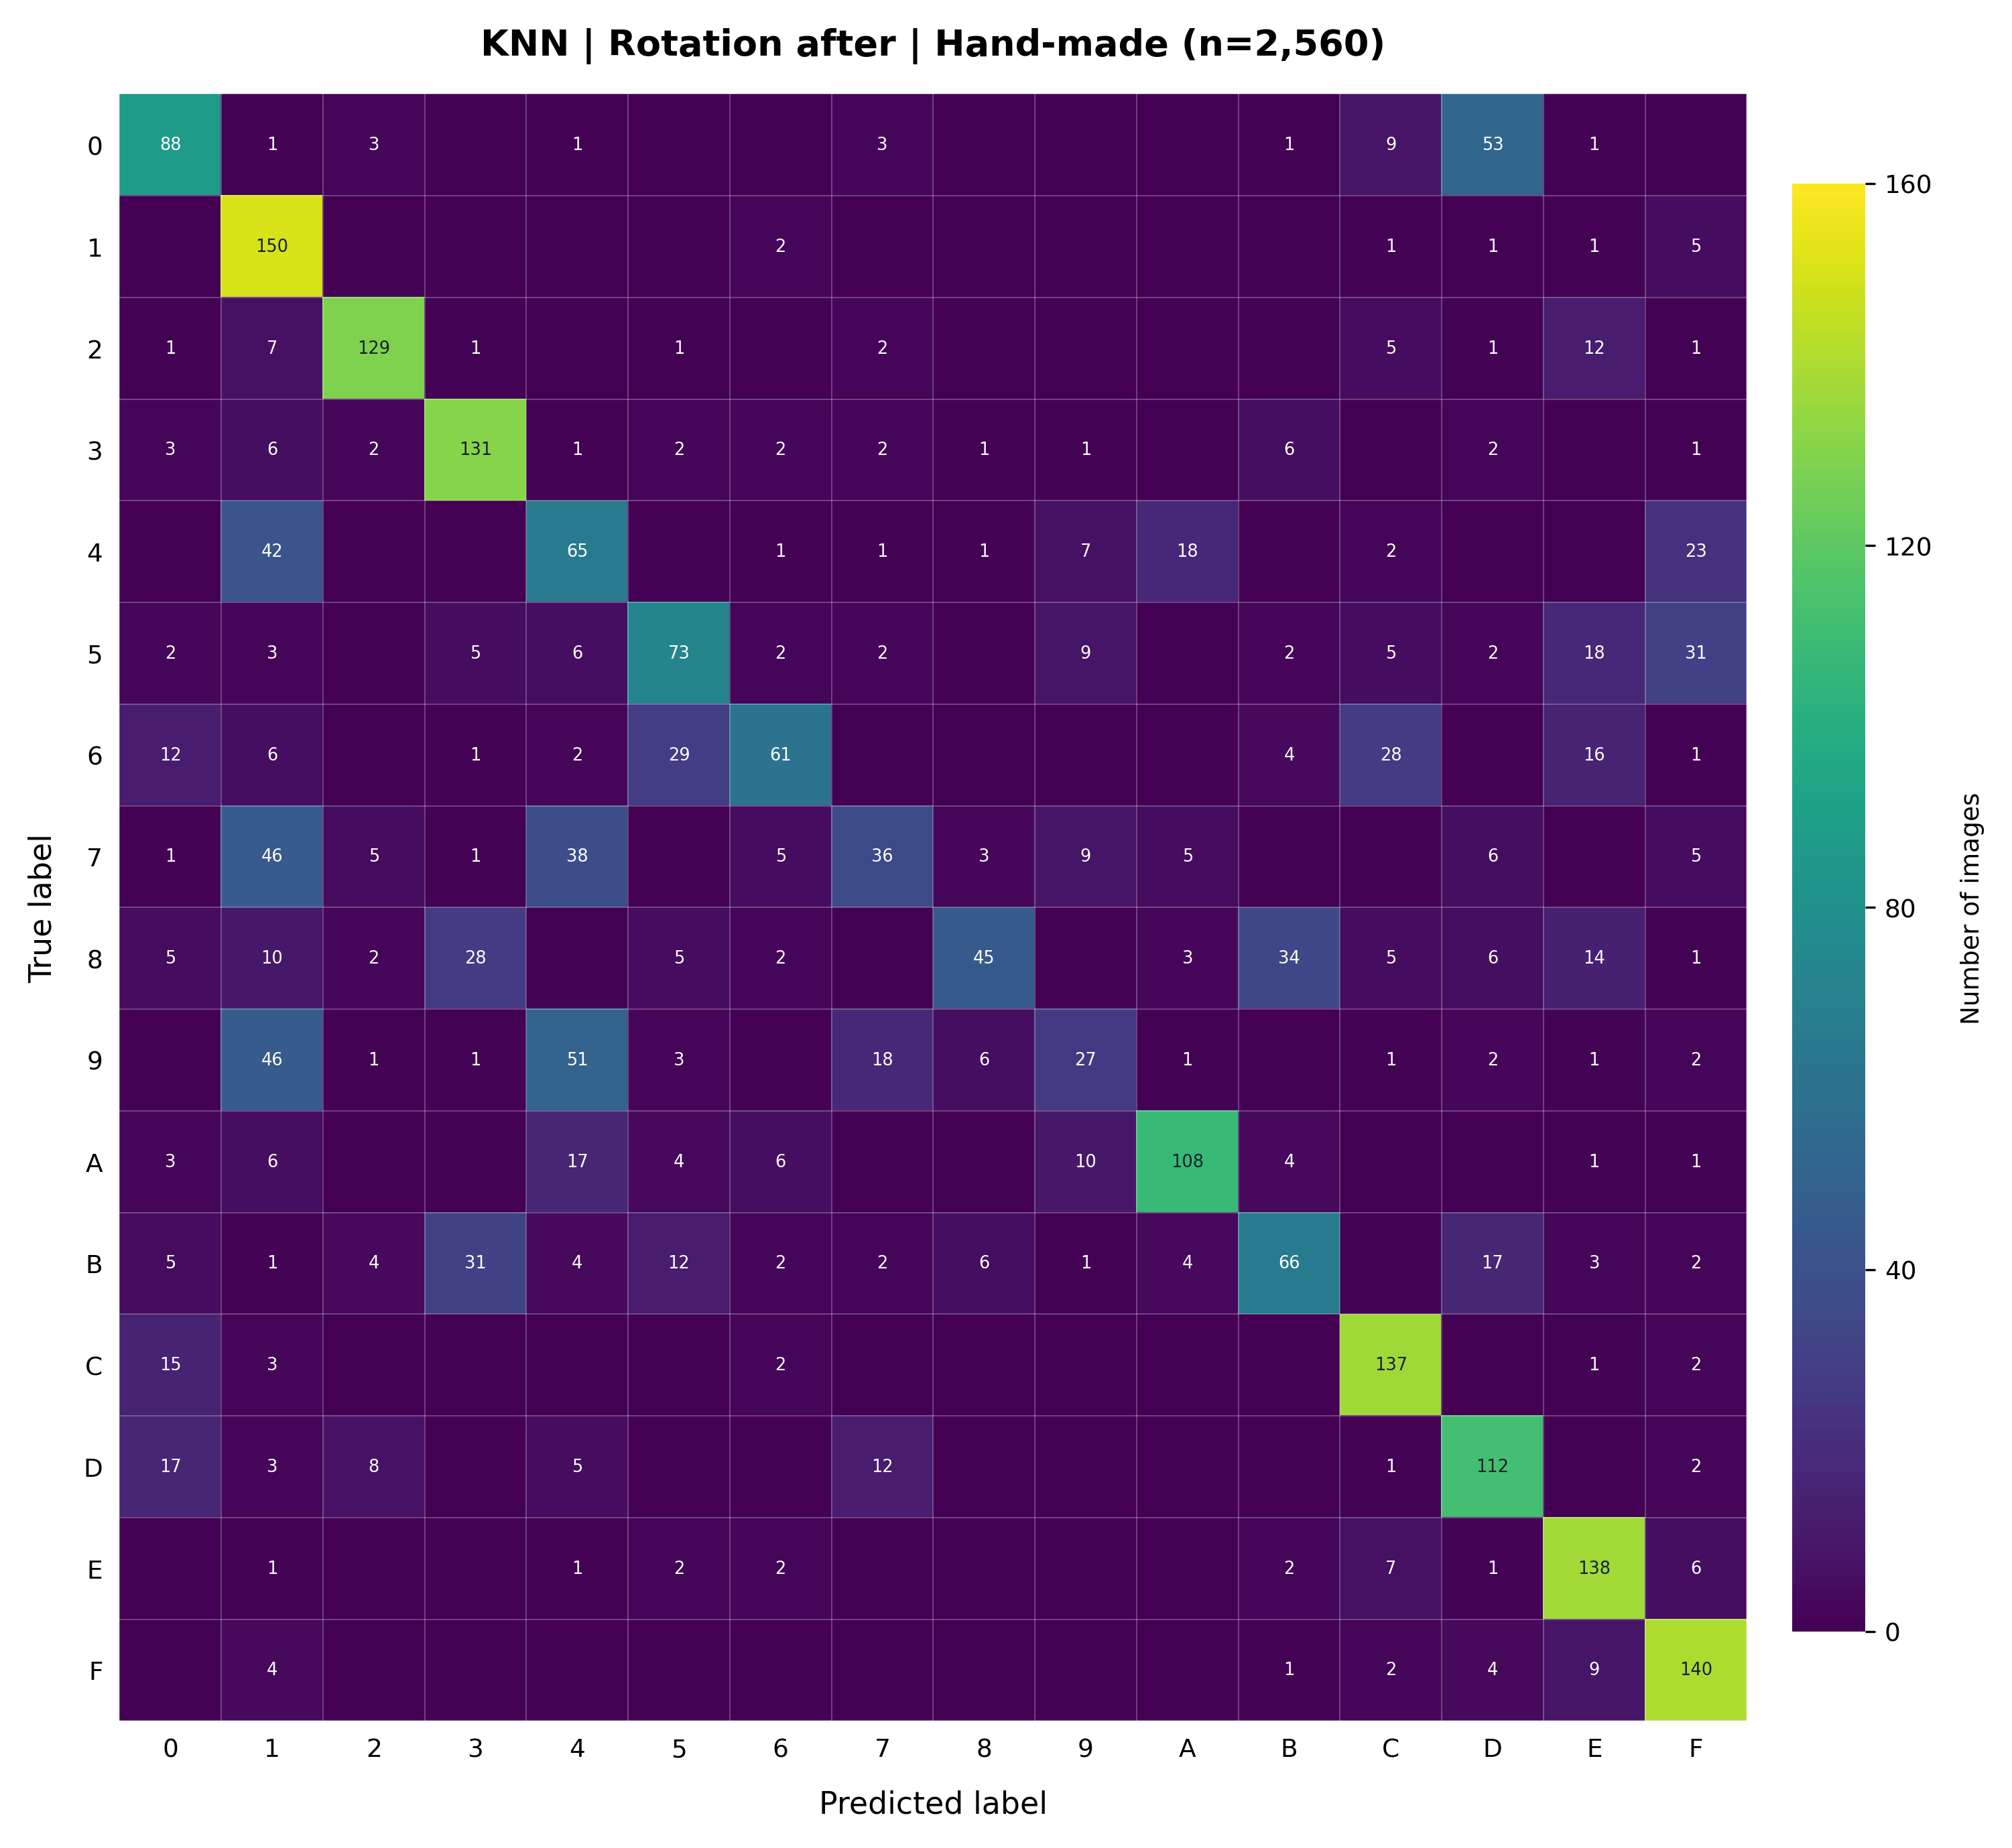 KNN | Rotation after | Hand-made (n=2,560)
0 88 1 3 1 3 1 9 53 1
1 150 2 1 1 1 5
2 1 7 129 1 1 2 5 1 12 1
3 3 6 2 131 1 2 2 2 1 1 6 2 1
4 42 65 1 1 1 7 18 2 23
5 2 3 5 6 73 2 2 9 2 5 2 18 31
6 12 6 1 2 29 61 4 28 16 1
7 1 46 5 1 38 5 36 3 9 5 6 5
8 5 10 2 28 5 2 45 3 34 5 6 14 1
9 46 1 1 51 3 18 6 27 1 1 2 1 2
A 3 6 17 4 6 10 108 4 1 1
B 5 1 4 31 4 12 2 2 6 1 4 66 17 3 2
C 15 3 2 137 1 2
D 17 3 8 5 12 1 112 2
E 1 1 2 2 2 7 1 138 6
F 4 1 2 4 9 140
0 1 2 3 4 5 6 7 8 9 A B C D E F
Predicted label
True label
160
120
80
40
0
Number of images